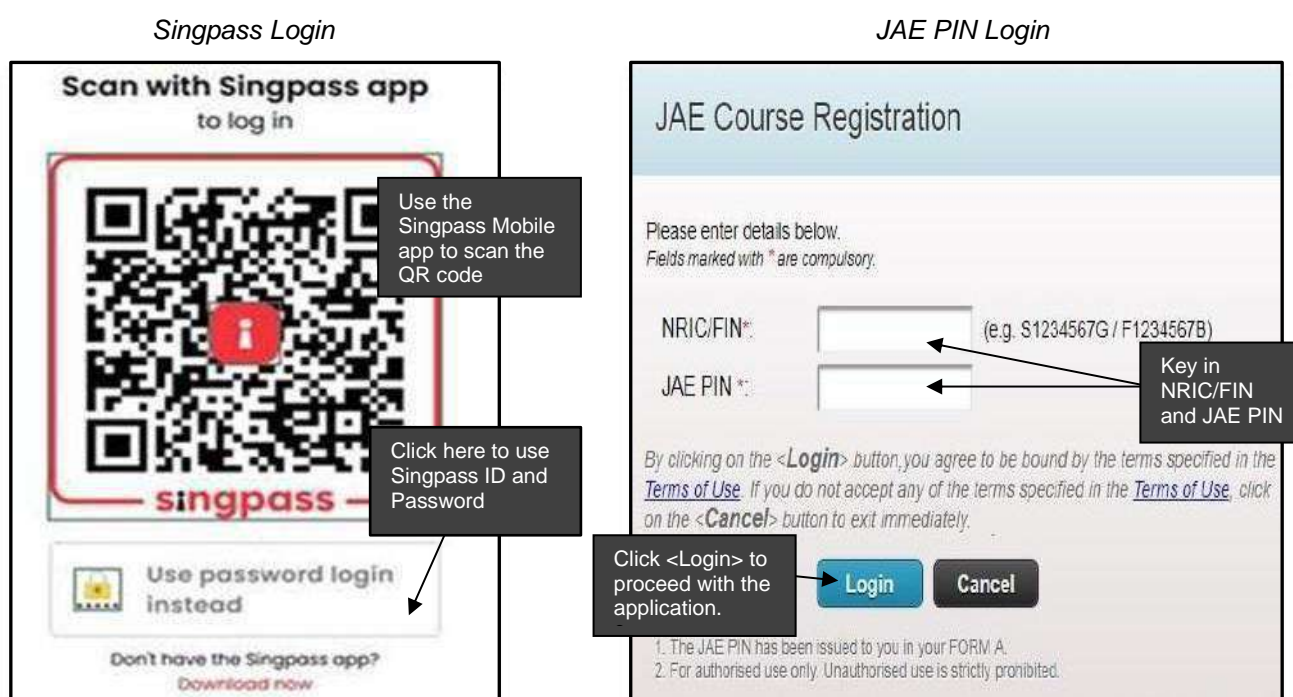 Singpass Login
Scan with Singpass app
to log in
Use the
Singpass Mobile
app to scan the
QR code
Click here to use
Singpass ID and
Password
singpass
Use password login
instead
Don't have the Singpass app?
Download now
JAE PIN Login
JAE Course Registration
Please enter details below.
Fields marked with * are compulsory.
NRIC/FIN*: (e.g. S1234567G / F1234567B)
JAE PIN *:
Key in
NRIC/FIN
and JAE PIN
By clicking on the <Login> button,you agree to be bound by the terms specified in the
Terms of Use. If you do not accept any of the terms specified in the Terms of Use, click
on the <Cancel> button to exit immediately.
Click <Login> to
proceed with the
application.
Login Cancel
1. The JAE PIN has been issued to you in your FORM A.
2. For authorised use only. Unauthorised use is strictly prohibited.